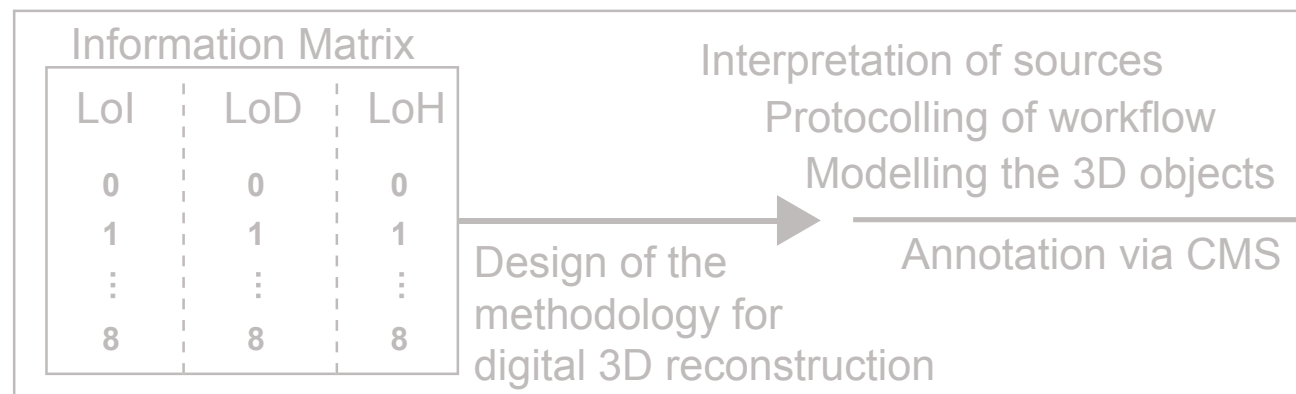 Information Matrix
LoI LoD LoH
0 0 0
1 1 1
⋮ ⋮ ⋮
8 8 8
Design of the
methodology for
digital 3D reconstruction
Interpretation of sources
Protocolling of workflow
Modelling the 3D objects
Annotation via CMS